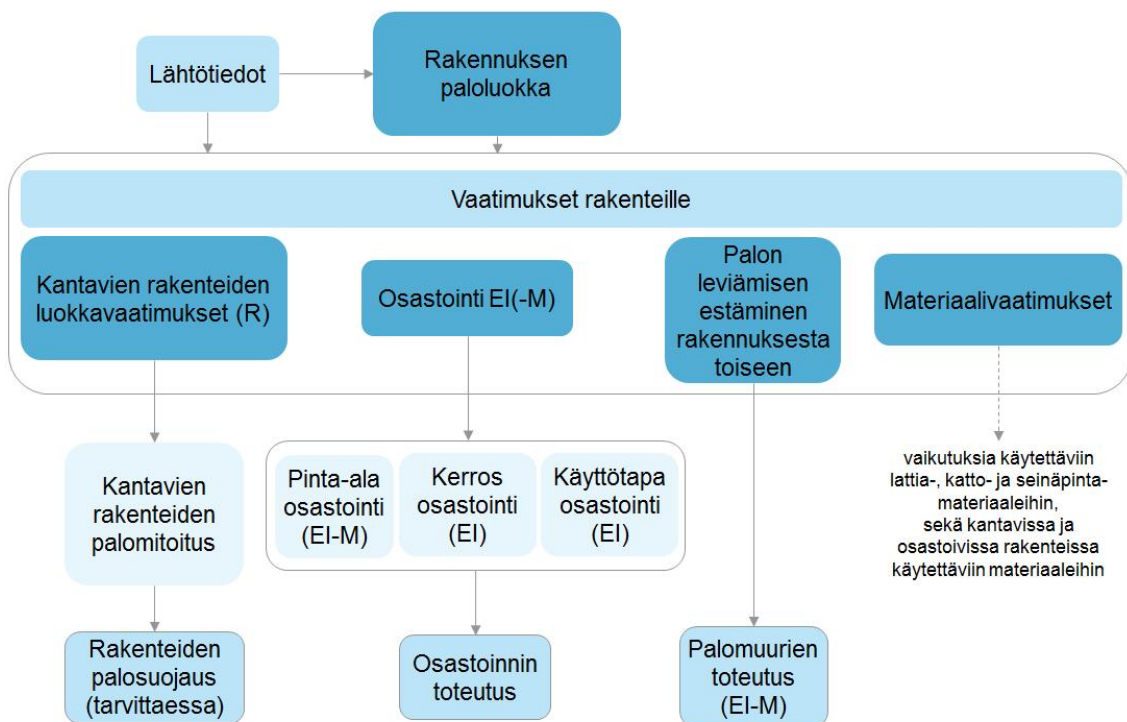 Lähtötiedot
Rakennuksen
paloluokka
Vaatimukset rakenteille
Kantavien rakenteiden
luokkavaatimukset (R)
Osastointi EI(-M)
Palon
leviämisen
estäminen
rakennuksesta
toiseen
Materiaalivaatimukset
Kantavien
rakenteiden
palomitoitus
Pinta-ala
osastointi
(EI-M)
Kerros
osastointi
(EI)
Käyttötapa
osastointi
(EI)
vaikutuksia käytettäviin
lattia-, katto- ja seinäpinta-
materiaaleihin,
sekä kantavissa ja
osastoivissa rakenteissa
käytettäviin materiaaleihin
Rakenteiden
palosuojaus
(tarvittaessa)
Osastoinnin
toteutus
Palomuurien
toteutus
(EI-M)